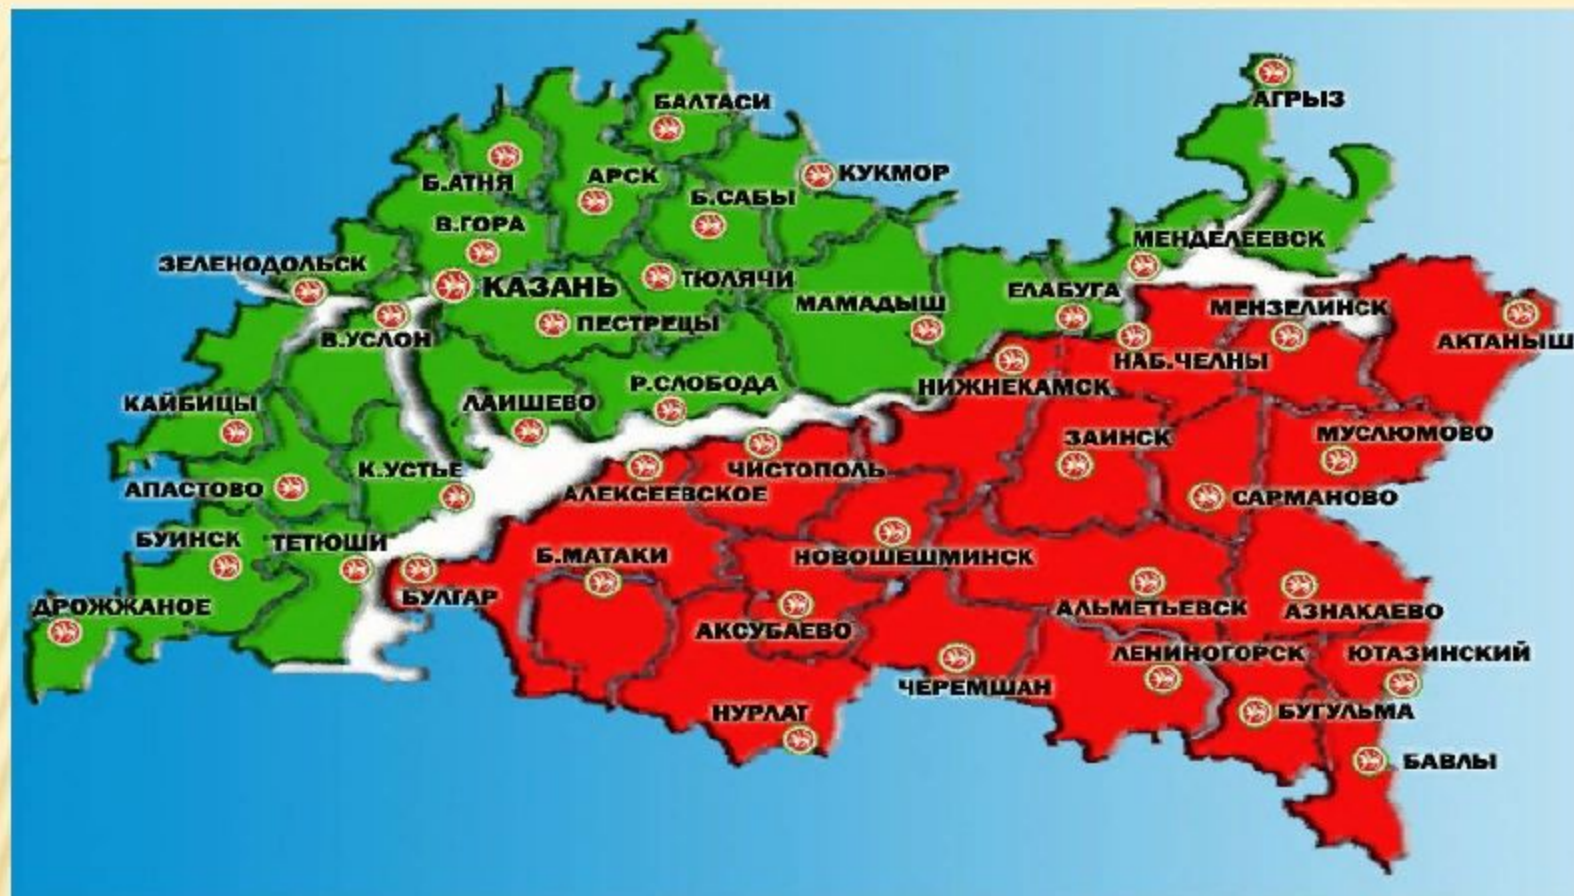 АГРЫЗ
БАЛТАСИ
КУКМОР
АРСК
Б.АТНЯ
Б.САБЫ
В.ГОРА
МЕНДЕЛЕЕВСК
ЗЕЛЕНОДОЛЬСК
ТЮЛЯЧИ
КАЗАНЬ
ЕЛАБУГА
МАМАДЫШ
МЕНЗЕЛИНСК
ПЕСТРЕЦЫ
В.УСЛОН
АКТАНЫШ
НАБ.ЧЕЛНЫ
Р.СЛОБОДА
НИЖНЕКАМСК
КАЙБИЦЫ
ЛАИШЕВО
МУСЛЮМОВО
ЗАИНСК
К.УСТЬЕ
ЧИСТОПОЛЬ
АПАСТОВО
АЛЕКСЕЕВСКОЕ
САРМАНОВО
БУИНСК
ТЕТЮШИ
Б.МАТАКИ
НОВОШЕШМИНСК
БУЛГАР
ДРОЖЖАНОЕ
АЛЬМЕТЬЕВСК
АЗНАКАЕВО
АКСУБАЕВО
ЛЕНИНОГОРСК
ЮТАЗИНСКИЙ
ЧЕРЕМШАН
НУРЛАТ
БУГУЛЬМА
БАВЛЫ